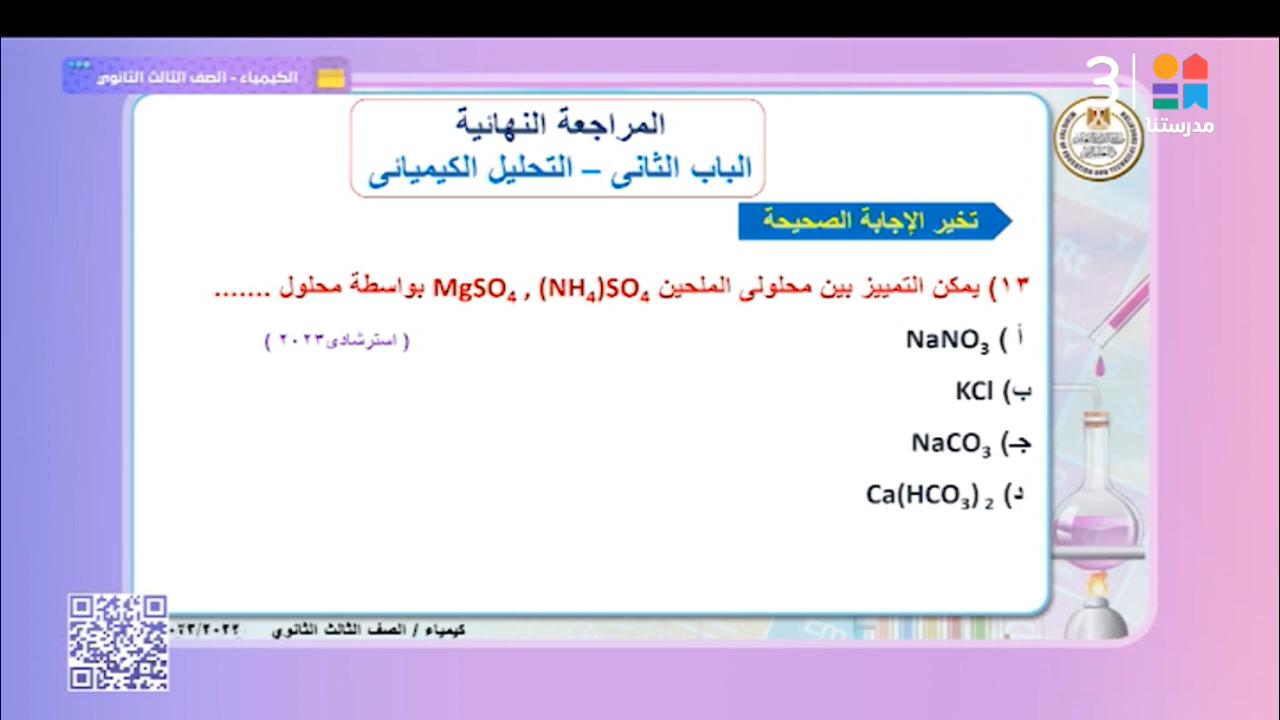 الكيمياء - الصف الثالث الثانوي
3
مدرستنا
المراجعة النهائية
الباب الثانى – التحليل الكيميائى
تخير الإجابة الصحيحة
١٣) يمكن التمييز بين محلولى الملحين MgSO₄ , (NH₄)SO₄ بواسطة محلول .......
( استرشادى٢٠٢٣ )
أ ) NaNO₃
ب) KCl
جـ) NaCO₃
د) Ca(HCO₃)₂
كيمياء / الصف الثالث الثانوي